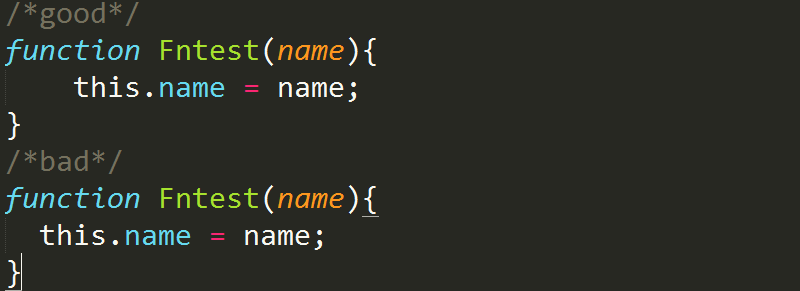 /*good*/
function Fntest(name){
    this.name = name;
}
/*bad*/
function Fntest(name){
  this.name = name;
}